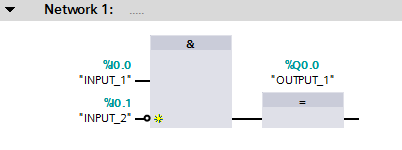 Network 1: .....
&
%I0.0
"INPUT_1"
%Q0.0
"OUTPUT_1"
%I0.1
"INPUT_2"
=